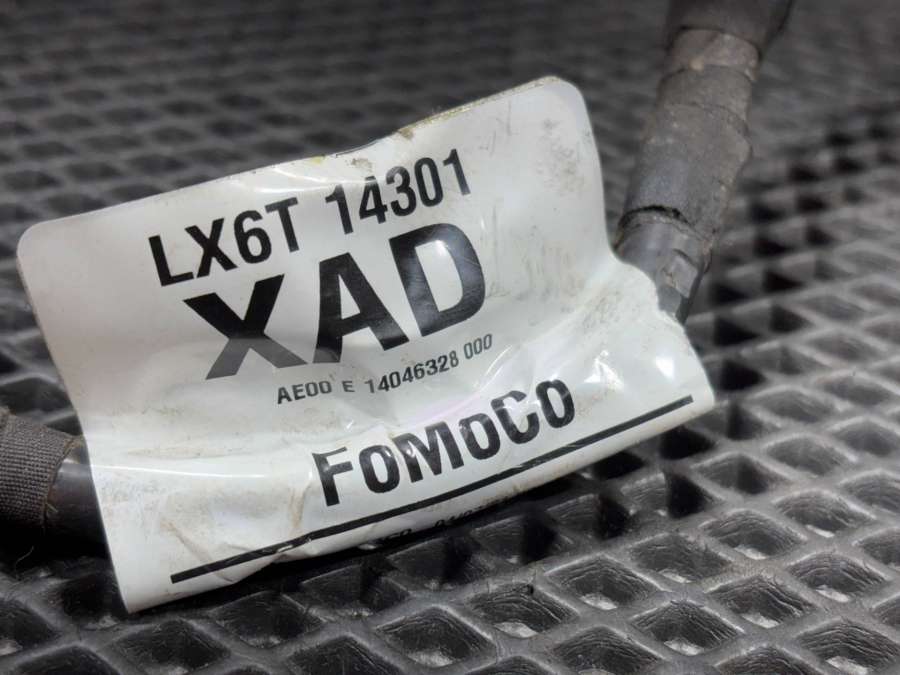 LX6T 14301
XAD
AE00 E 14046328 000
FoMoCo